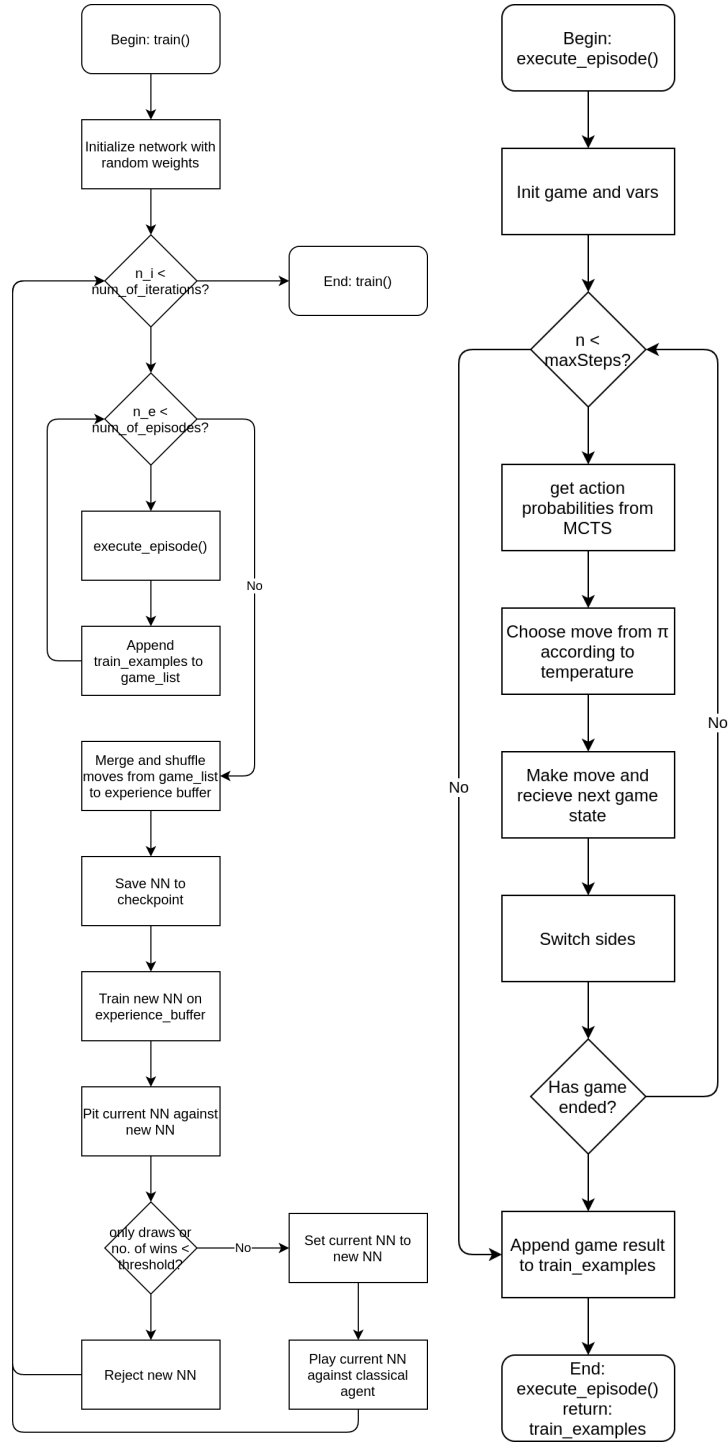 Begin: train()
Initialize network with
random weights
n_i <
num_of_iterations?
End: train()
n_e <
num_of_episodes?
execute_episode()
No
Append
train_examples to
game_list
Merge and shuffle
moves from game_list
to experience buffer
Save NN to
checkpoint
Train new NN on
experience_buffer
Pit current NN against
new NN
only draws or
no. of wins <
threshold?
No
Set current NN to
new NN
Reject new NN
Play current NN
against classical
agent
Begin:
execute_episode()
Init game and vars
n <
maxSteps?
get action
probabilities from
MCTS
Choose move from π
according to
temperature
No
Make move and
recieve next game
state
No
Switch sides
Has game
ended?
Append game result
to train_examples
End:
execute_episode()
return:
train_examples